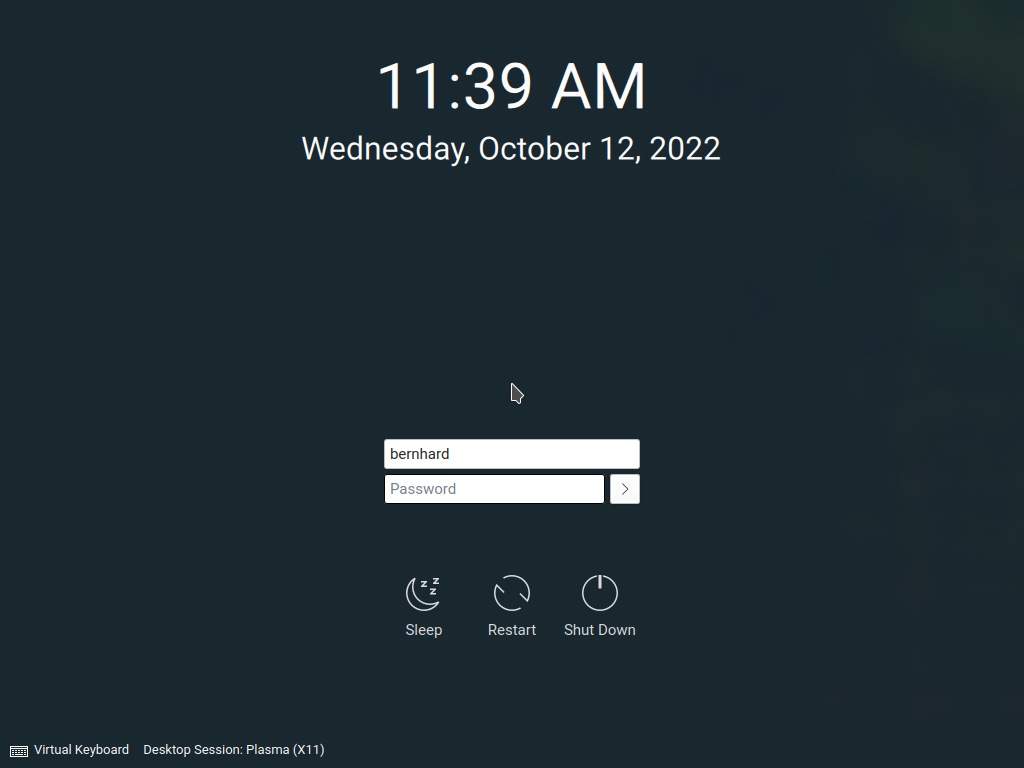 11:39 AM
Wednesday, October 12, 2022
bernhard
Password
Sleep
Restart
Shut Down
Virtual Keyboard
Desktop Session: Plasma (X11)